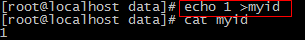 [root@localhost data]# echo 1 >myid
[root@localhost data]# cat myid
1